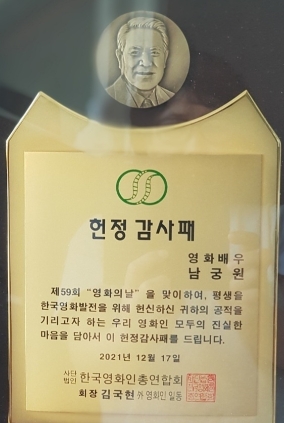 헌정 감사패
영화배우
남궁원
제59회 “영화의날” 을 맞이하여, 평생을
한국영화발전을 위해 헌신하신 귀하의 공적을
기리고자 하는 우리 영화인 모두의 진실한
마음을 담아서 이 헌정감사패를 드립니다.
2021년 12월 17일
사단법인 한국영화인총연합회
회장 김국현 外 영화인 일동